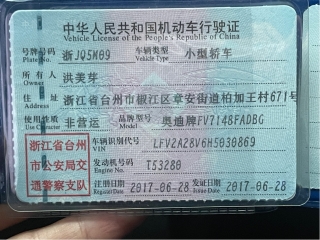 中华人民共和国机动车行驶证
Vehicle License of the People's Republic of China
号牌号码 浙JQ5M09 车辆类型 小型轿车
Plate No. Vehicle Type
所有人 洪美芽
Owner
住址 浙江省台州市椒江区章安街道柏加王村671号
Address
使用性质 非营运 品牌型号 奥迪牌FV7148FADBG
Use Character Model
浙江省台州 车辆识别代号 LFV2A28V6H5030869
VIN
市公安局交 发动机号码 T53280
Engine No.
通警察支队 注册日期 2017-06-28 发证日期 2017-06-28
Register Date Issue Date